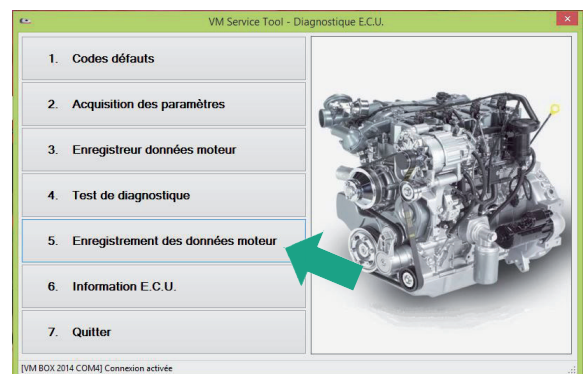 VM Service Tool - Diagnostique E.C.U.
1. Codes défauts
2. Acquisition des paramètres
3. Enregistreur données moteur
4. Test de diagnostique
5. Enregistrement des données moteur
6. Information E.C.U.
7. Quitter
[VM BOX 2014 COM4] Connexion activée